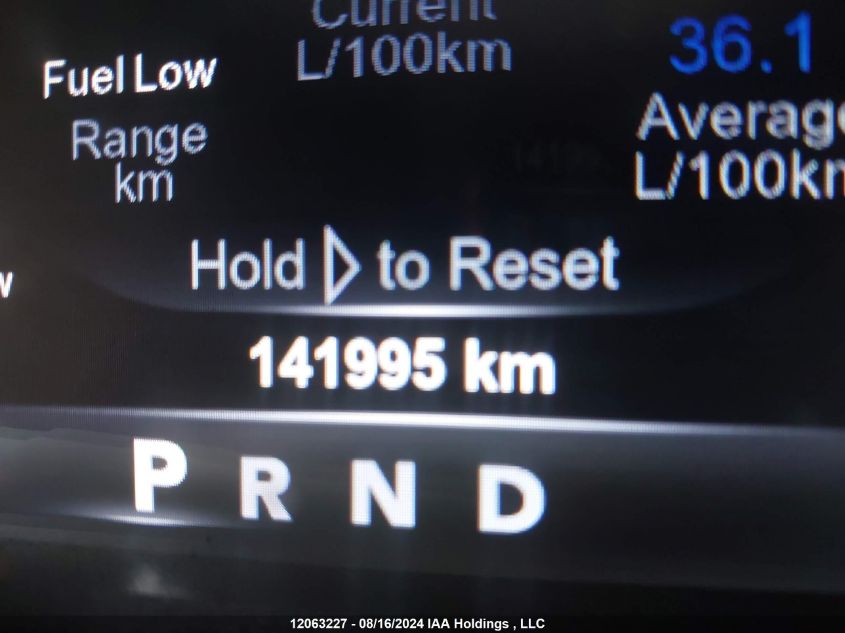 Current
L/100km
36.1
Fuel Low
Average
L/100km
Range
km
Hold to Reset
141995 km
P R N D
12063227 - 08/16/2024 IAA Holdings , LLC